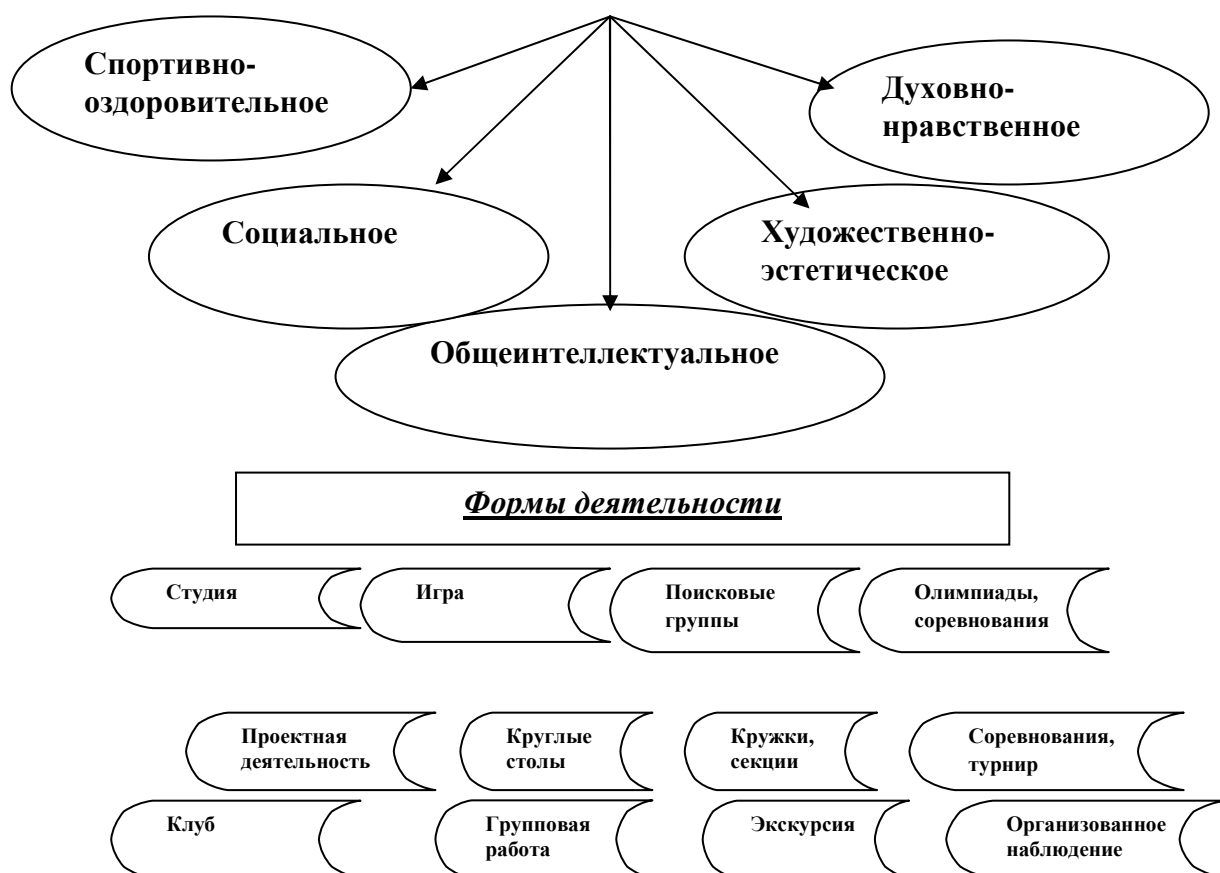 Спортивно-
оздоровительное
Духовно-
нравственное
Социальное
Художественно-
эстетическое
Общеинтеллектуальное
Формы деятельности
Студия
Игра
Поисковые
группы
Олимпиады,
соревнования
Проектная
деятельность
Круглые
столы
Кружки,
секции
Соревнования,
турнир
Клуб
Групповая
работа
Экскурсия
Организованное
наблюдение